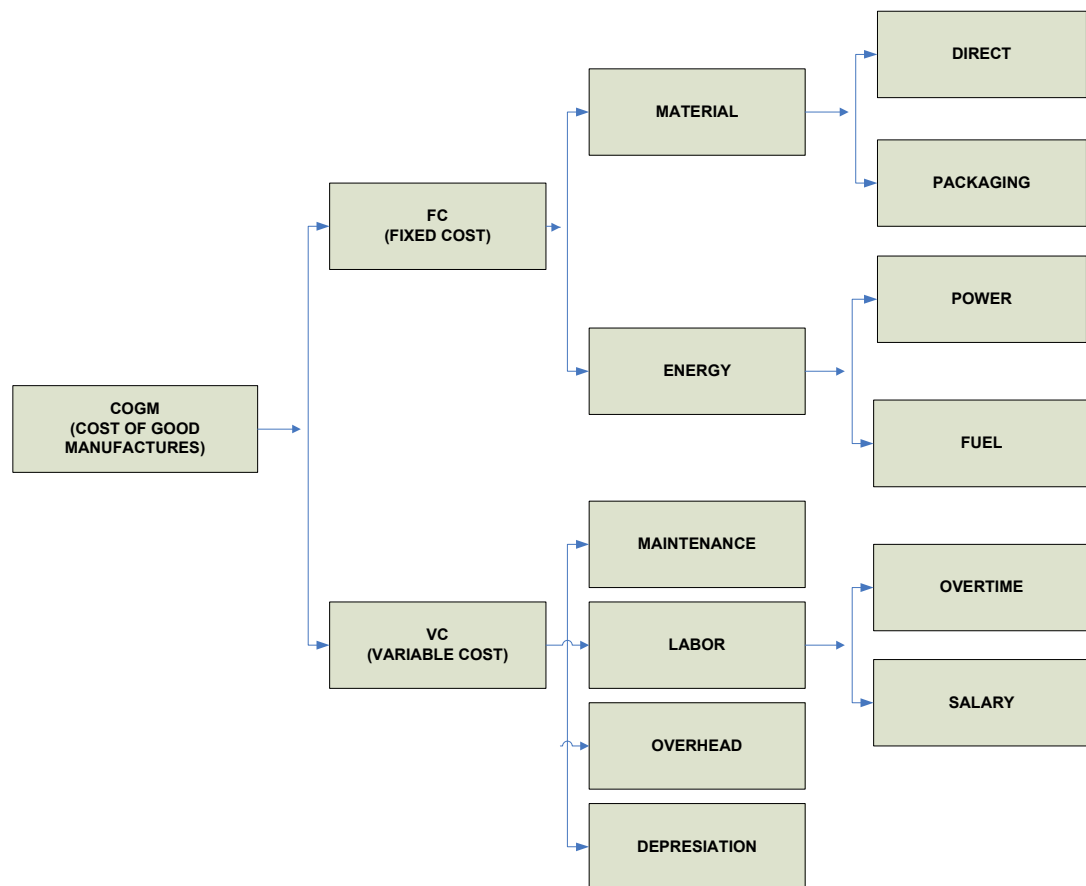 COGM
(COST OF GOOD
MANUFACTURES)
FC
(FIXED COST)
VC
(VARIABLE COST)
MATERIAL
ENERGY
MAINTENANCE
LABOR
OVERHEAD
DEPRESIATION
DIRECT
PACKAGING
POWER
FUEL
OVERTIME
SALARY